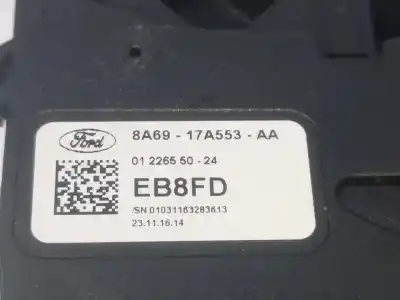 Ford
8A69 - 17A553 - AA
01 2265 50 - 24
EB8FD
/SN 01031163283613
23.11.16.14